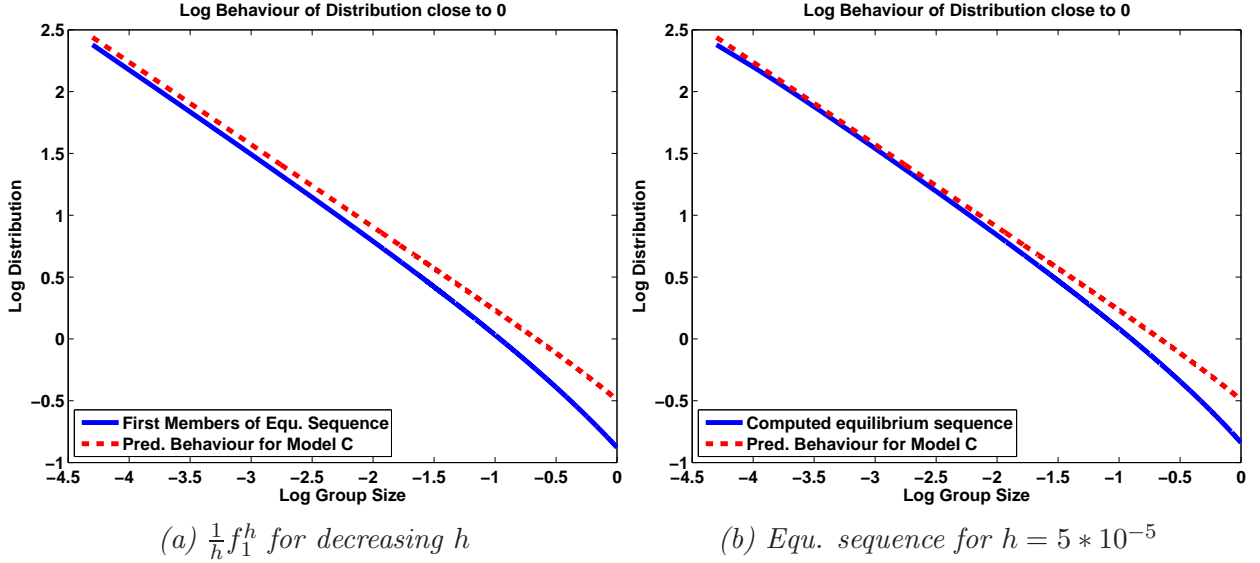 Log Behaviour of Distribution close to 0
2.5
2
1.5
1
0.5
0
−0.5
−1
Log Distribution
First Members of Equ. Sequence
Pred. Behaviour for Model C
−4.5 −4 −3.5 −3 −2.5 −2 −1.5 −1 −0.5 0
Log Group Size
(a) 1/h f_1^h for decreasing h
Log Behaviour of Distribution close to 0
2.5
2
1.5
1
0.5
0
−0.5
−1
Log Distribution
Computed equilibrium sequence
Pred. Behaviour for Model C
−4.5 −4 −3.5 −3 −2.5 −2 −1.5 −1 −0.5 0
Log Group Size
(b) Equ. sequence for h = 5 ∗ 10^{−5}